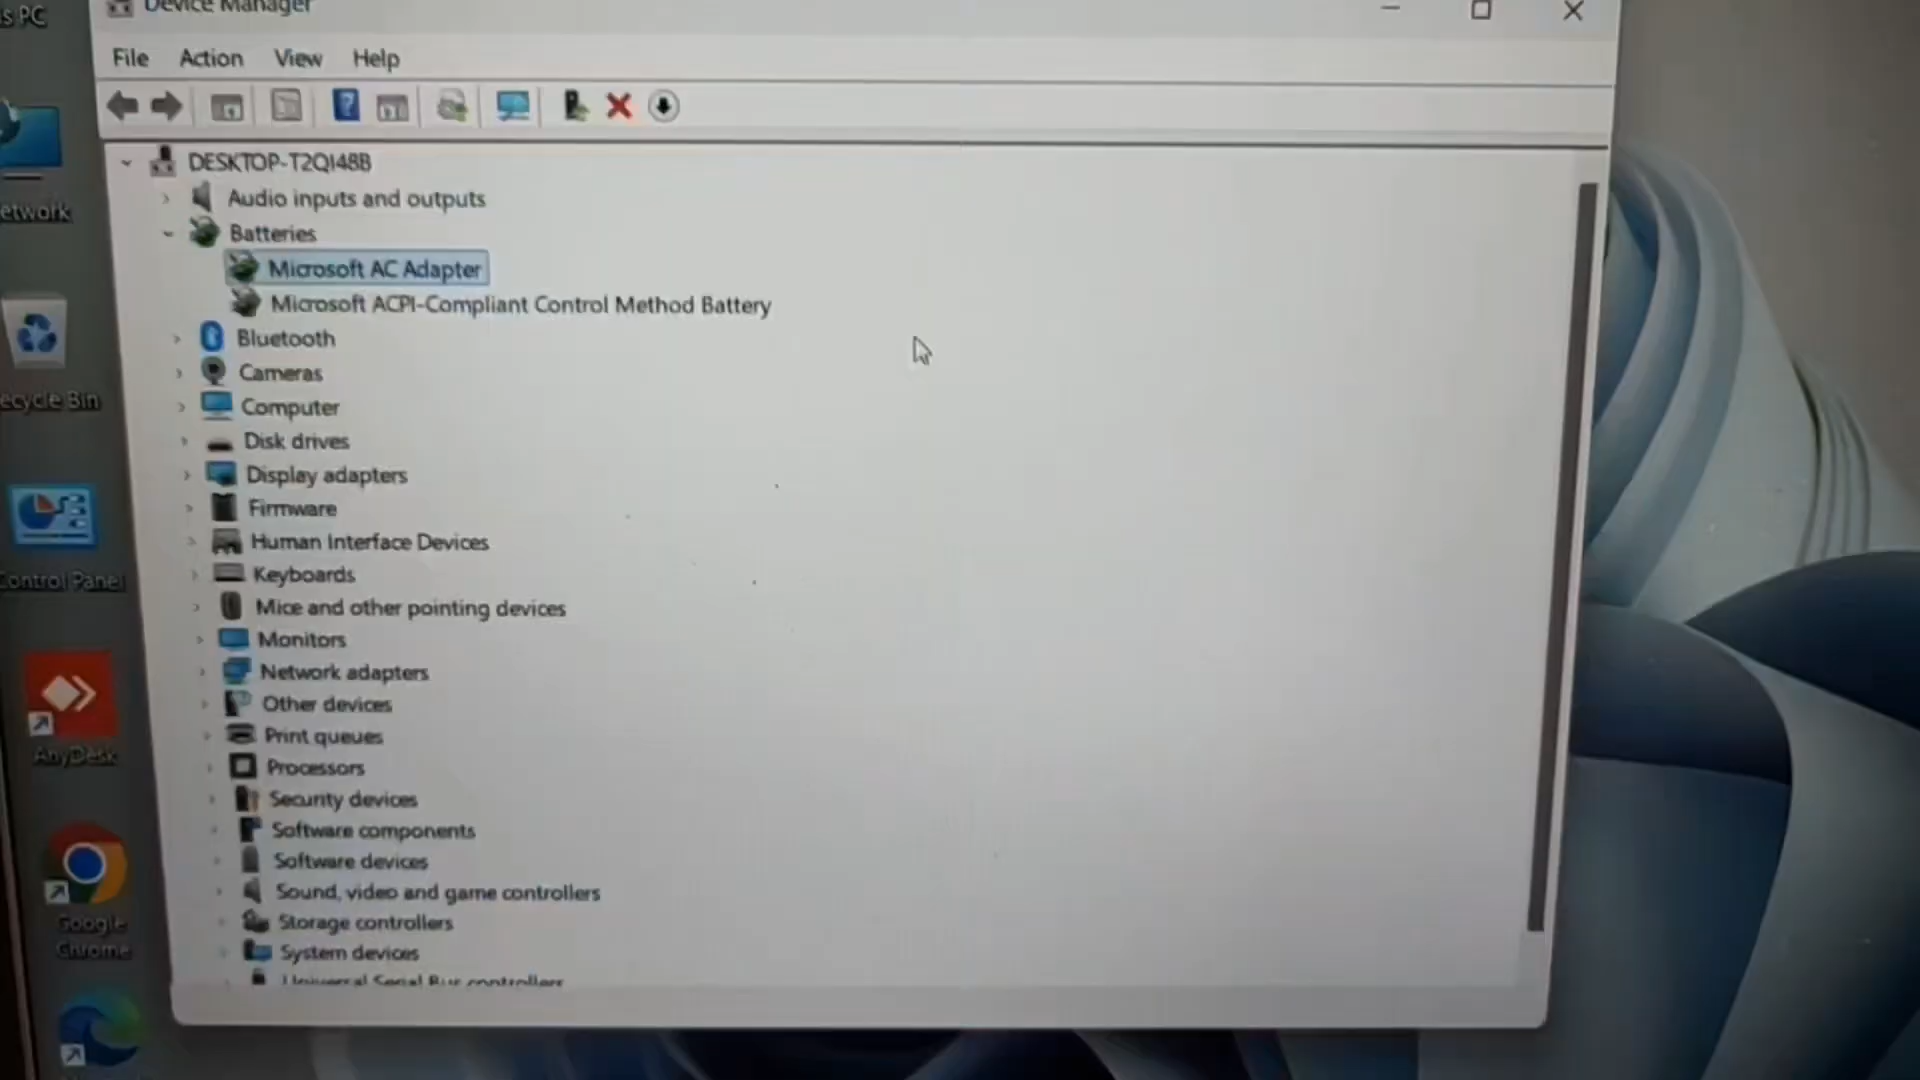 Device Manager
s PC
File Action View Help
DESKTOP-T2QI48B
Audio inputs and outputs
Batteries
Microsoft AC Adapter
Microsoft ACPI-Compliant Control Method Battery
Bluetooth
Cameras
Computer
Disk drives
Display adapters
Firmware
Human Interface Devices
Keyboards
Mice and other pointing devices
Monitors
Network adapters
Other devices
Print queues
Processors
Security devices
Software components
Software devices
Sound, video and game controllers
Storage controllers
System devices
Universal Serial Bus controllers
etwork
ecycle Bin
Control Panel
AnyDesk
Google
Chrome